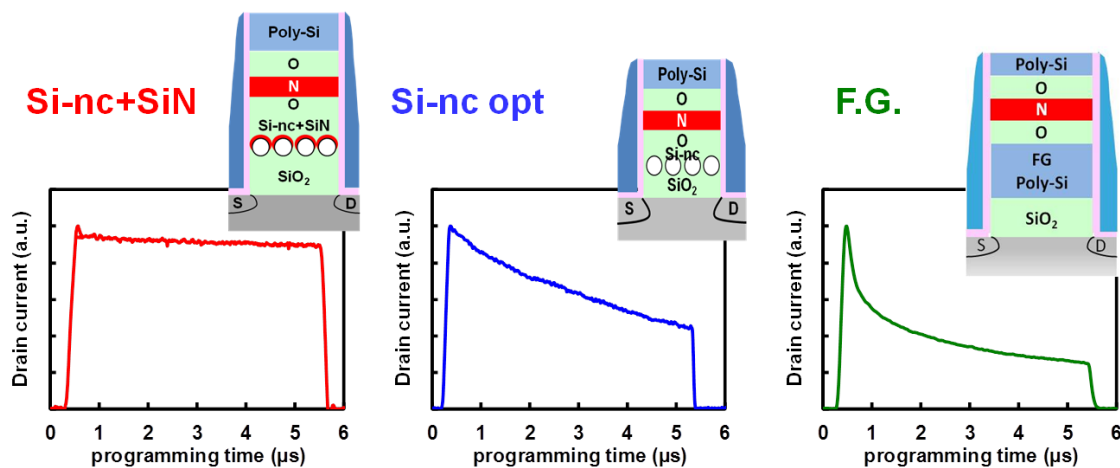 Si-nc+SiN
Poly-Si
O
N
O
Si-nc+SiN
SiO2
S
D
Drain current (a.u.)
0 1 2 3 4 5 6
programming time (µs)
Si-nc opt
Poly-Si
O
N
O
Si-nc
SiO2
S
D
Drain current (a.u.)
0 1 2 3 4 5 6
programming time (µs)
F.G.
Poly-Si
O
N
O
FG
Poly-Si
SiO2
S
D
Drain current (a.u.)
0 1 2 3 4 5 6
programming time (µs)